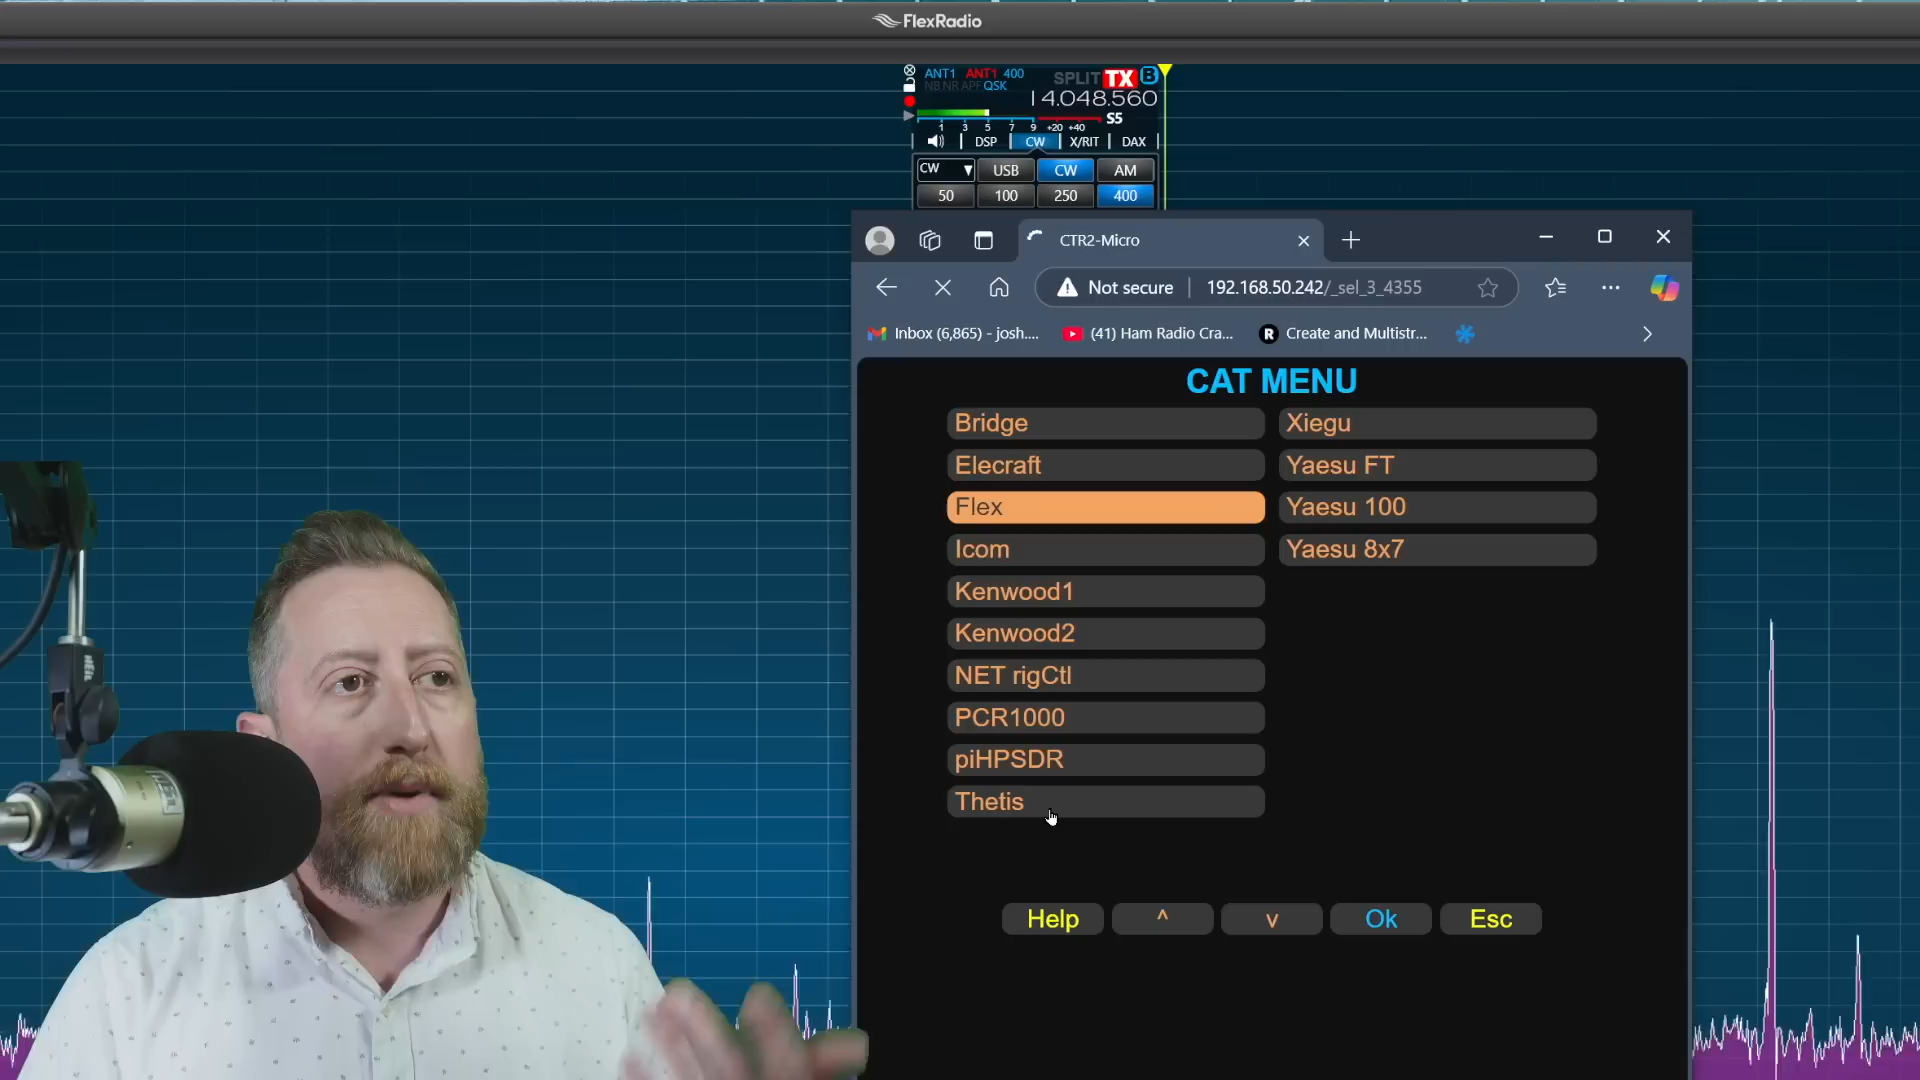 FlexRadio
ANT1 ANT1 400 SPLIT TX B
NB NR APF QSK
14.048.560
S5
1 3 5 7 9 +20 +40
DSP CW X/RIT DAX
CW USB CW AM
50 100 250 400
CTR2-Micro
Not secure 192.168.50.242/_sel_3_4355
Inbox (6,865) - josh.... (41) Ham Radio Cra... R Create and Multistr...
CAT MENU
Bridge Xiegu
Elecraft Yaesu FT
Flex Yaesu 100
Icom Yaesu 8x7
Kenwood1
Kenwood2
NET rigCtl
PCR1000
piHPSDR
Thetis
Help ^ v Ok Esc
HEIL